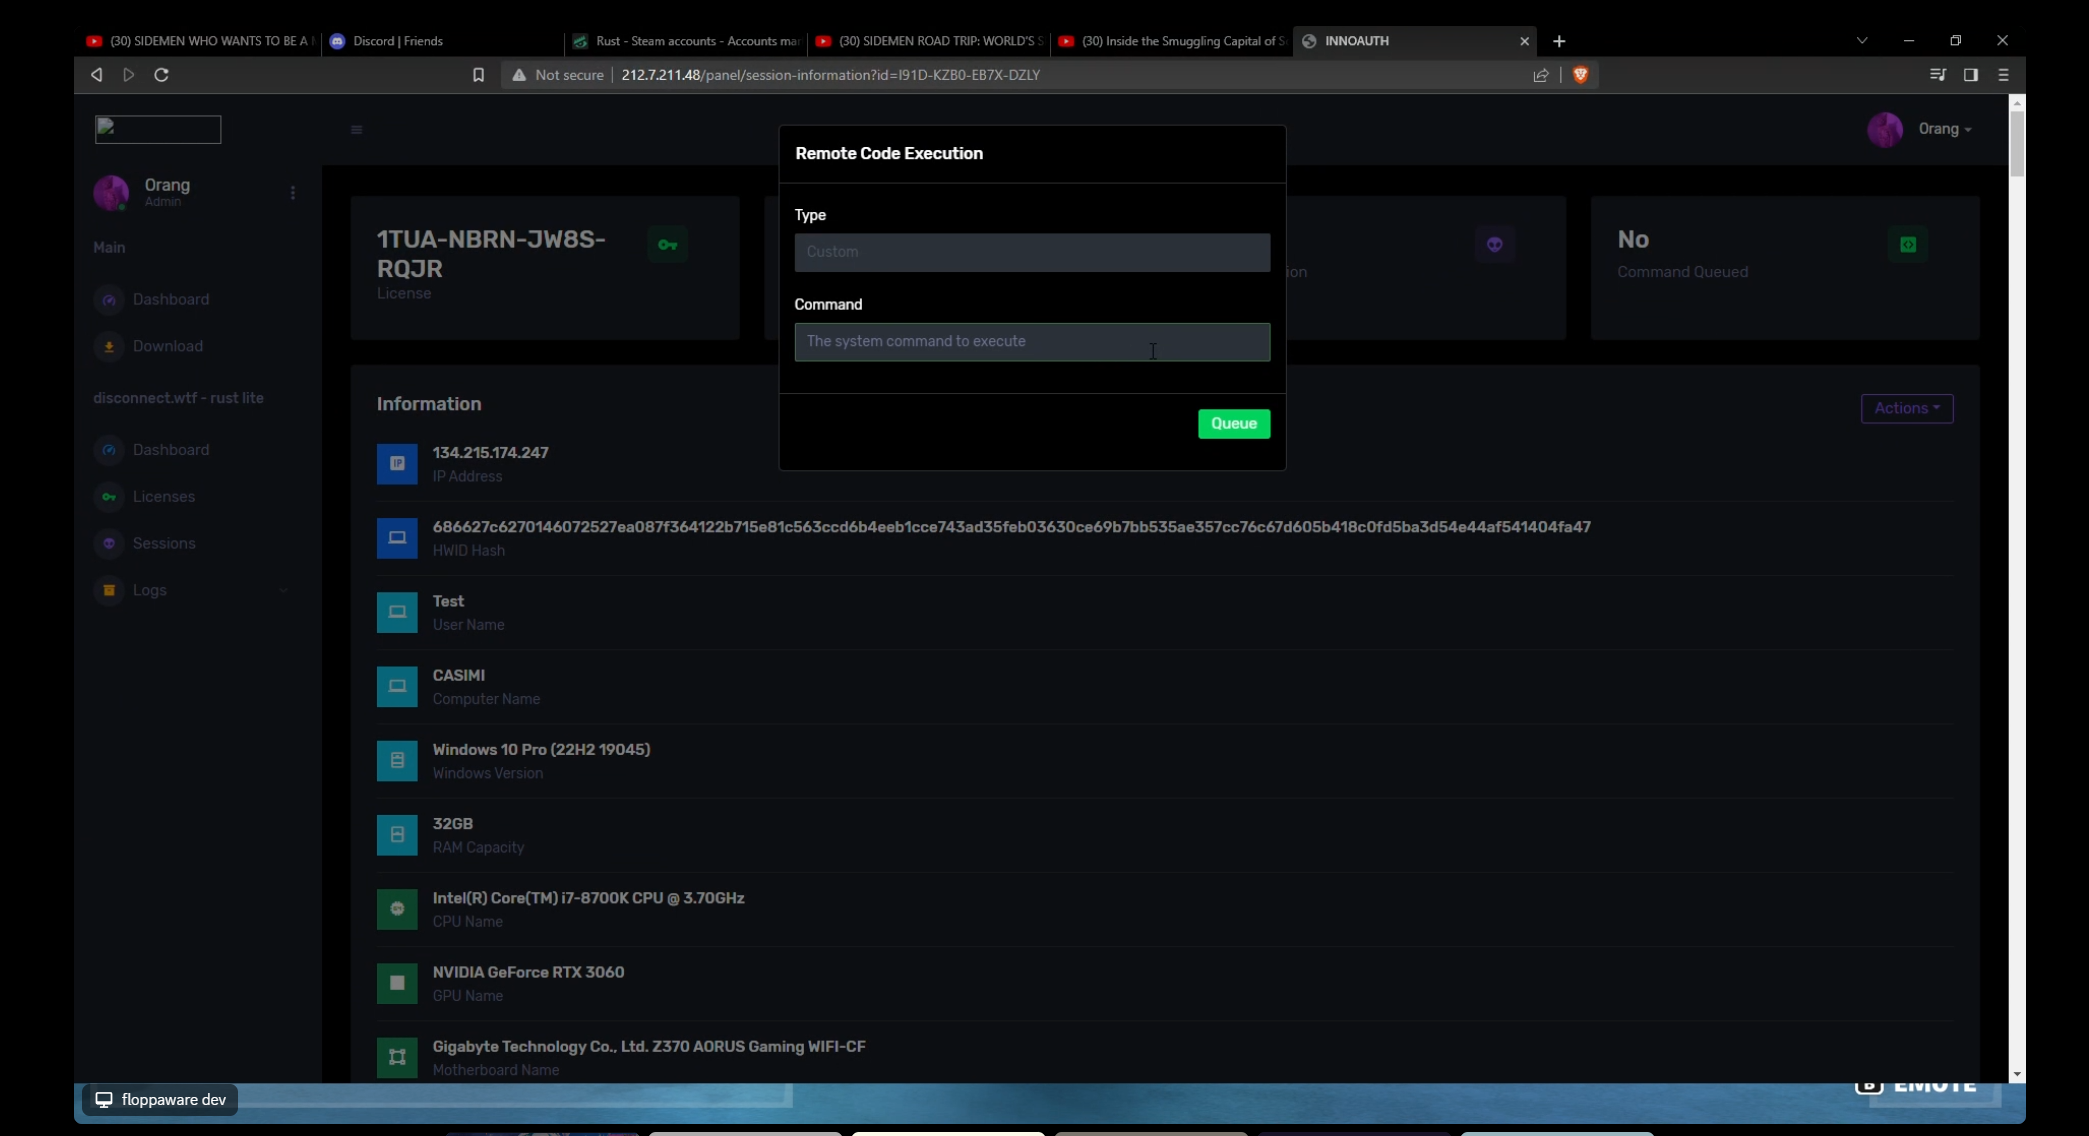 (30) SIDEMEN WHO WANTS TO BE A
Discord | Friends
Rust - Steam accounts - Accounts mar
(30) SIDEMEN ROAD TRIP: WORLD'S S
(30) Inside the Smuggling Capital of S
INNOAUTH
Not secure
212.7.211.48/panel/session-information?id=I91D-KZB0-EB7X-DZLY
Orang
Orang
Admin
Main
Dashboard
Download
disconnect.wtf - rust lite
Dashboard
Licenses
Sessions
Logs
1TUA-NBRN-JW8S-
RQJR
License
Remote Code Execution
Type
Custom
Command
The system command to execute
Queue
ion
No
Command Queued
Information
Actions
134.215.174.247
IP Address
686627c6270146072527ea087f364122b715e81c563ccd6b4eeb1cce743ad35feb03630ce69b7bb535ae357cc76c67d605b418c0fd5ba3d54e44af541404fa47
HWID Hash
Test
User Name
CASIMI
Computer Name
Windows 10 Pro (22H2 19045)
Windows Version
32GB
RAM Capacity
Intel(R) Core(TM) i7-8700K CPU @ 3.70GHz
CPU Name
NVIDIA GeForce RTX 3060
GPU Name
Gigabyte Technology Co., Ltd. Z370 AORUS Gaming WIFI-CF
Motherboard Name
floppaware dev
B EMOTE